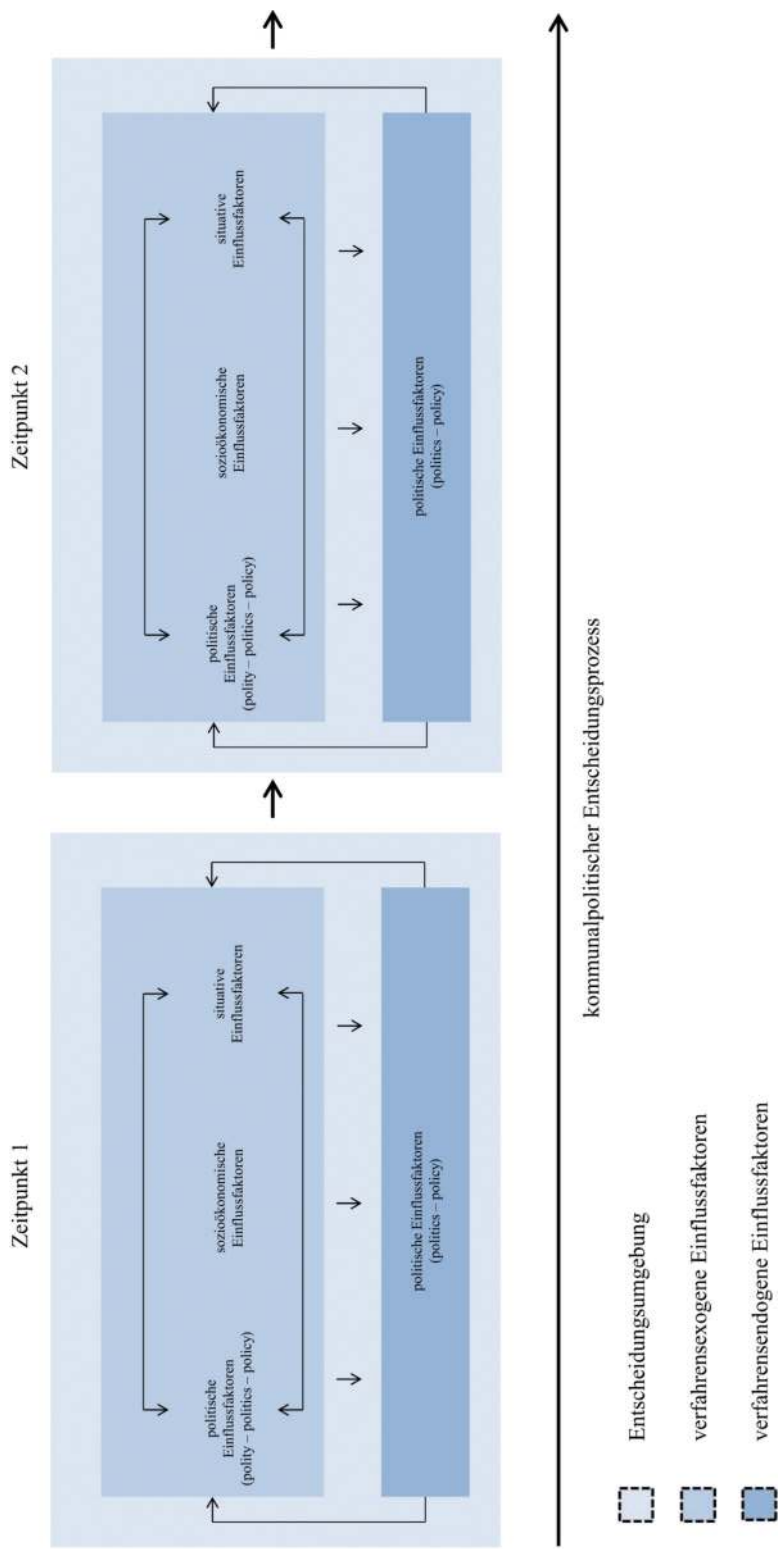 Zeitpunkt 1
politische
Einflussfaktoren
(polity – politics – policy)
sozioökonomische
Einflussfaktoren
situative
Einflussfaktoren
politische Einflussfaktoren
(politics – policy)
Zeitpunkt 2
politische
Einflussfaktoren
(polity – politics – policy)
sozioökonomische
Einflussfaktoren
situative
Einflussfaktoren
politische Einflussfaktoren
(politics – policy)
kommunalpolitischer Entscheidungsprozess
Entscheidungsumgebung
verfahrensexogene Einflussfaktoren
verfahrensendogene Einflussfaktoren